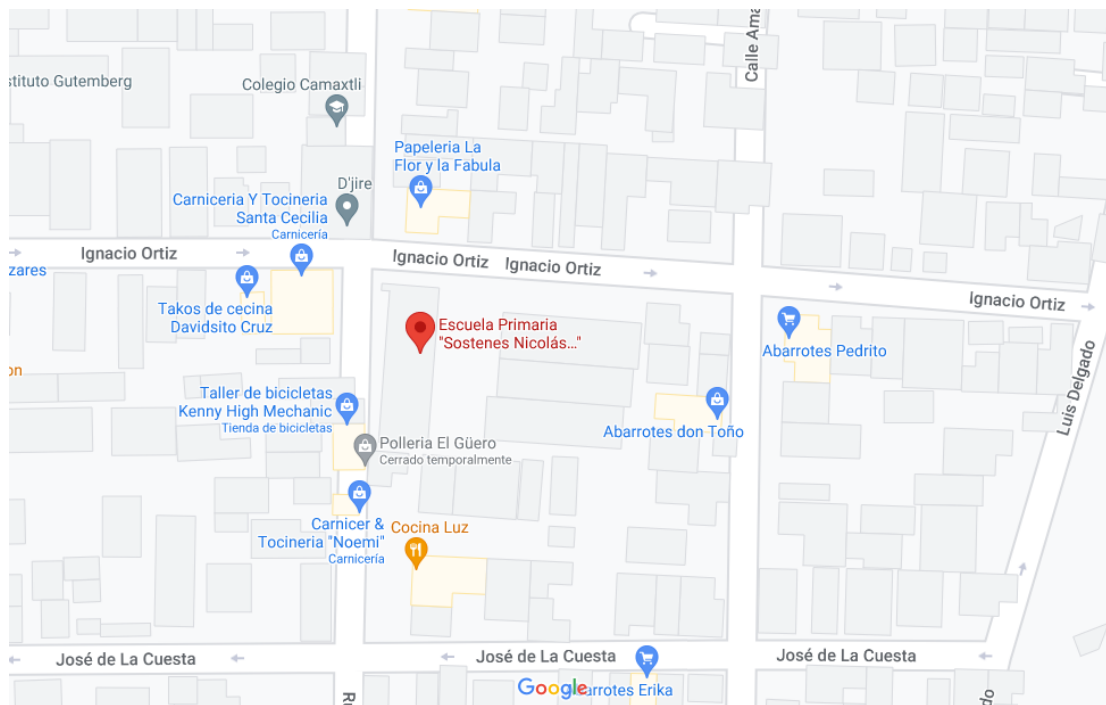 stituto Gutemberg
Colegio Camaxtli
Calle Ama
Papeleria La
Flor y la Fabula
D'jire
Carniceria Y Tocineria
Santa Cecilia
Carnicería
Ignacio Ortiz
Ignacio Ortiz
Ignacio Ortiz
Ignacio Ortiz
zares
Takos de cecina
Davidsito Cruz
Escuela Primaria
"Sostenes Nicolás..."
Abarrotes Pedrito
Luis Delgado
on
Taller de bicicletas
Kenny High Mechanic
Tienda de bicicletas
Abarrotes don Toño
Polleria El Güero
Cerrado temporalmente
Carnicer &
Tocineria "Noemi"
Carnicería
Cocina Luz
José de La Cuesta
José de La Cuesta
José de La Cuesta
Google
barrotes Erika
R
do